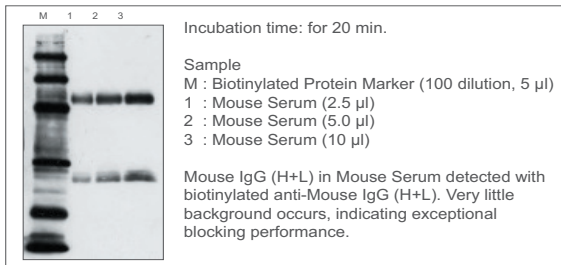 M 1 2 3
Incubation time: for 20 min.
Sample
M : Biotinylated Protein Marker (100 dilution, 5 µl)
1 : Mouse Serum (2.5 µl)
2 : Mouse Serum (5.0 µl)
3 : Mouse Serum (10 µl)
Mouse IgG (H+L) in Mouse Serum detected with
biotinylated anti-Mouse IgG (H+L). Very little
background occurs, indicating exceptional
blocking performance.